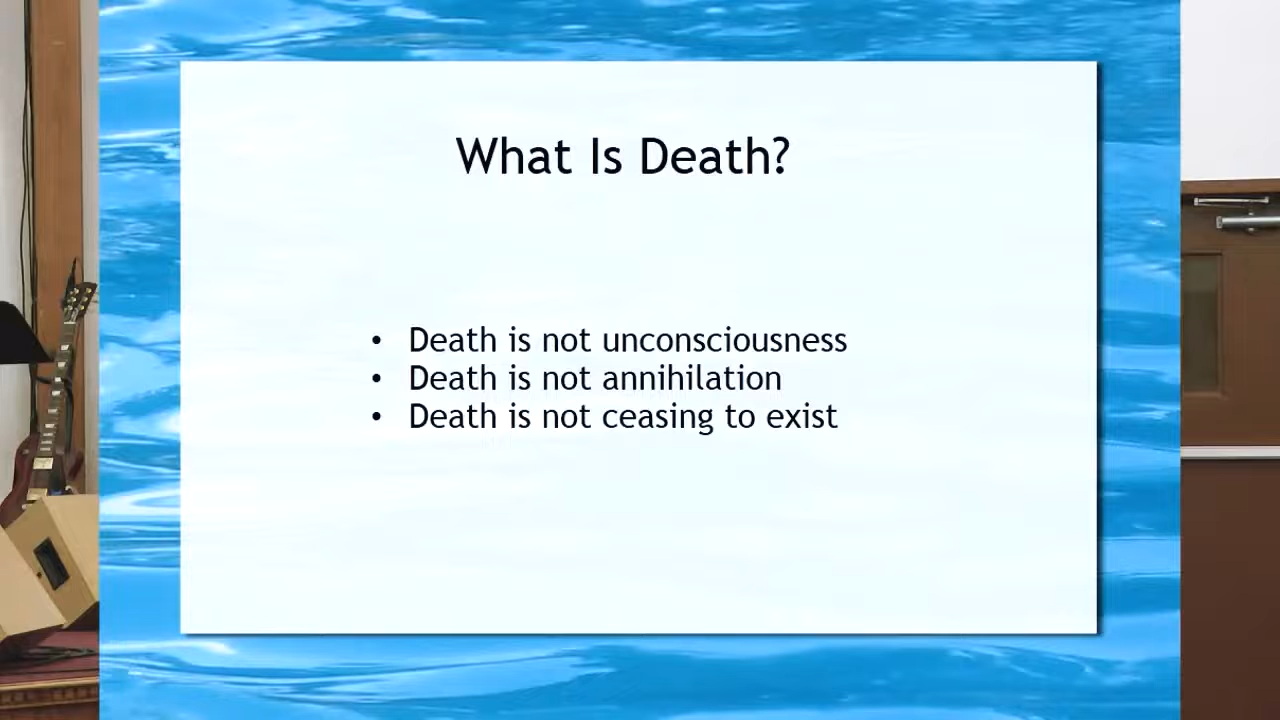 What Is Death?
• Death is not unconsciousness
• Death is not annihilation
• Death is not ceasing to exist